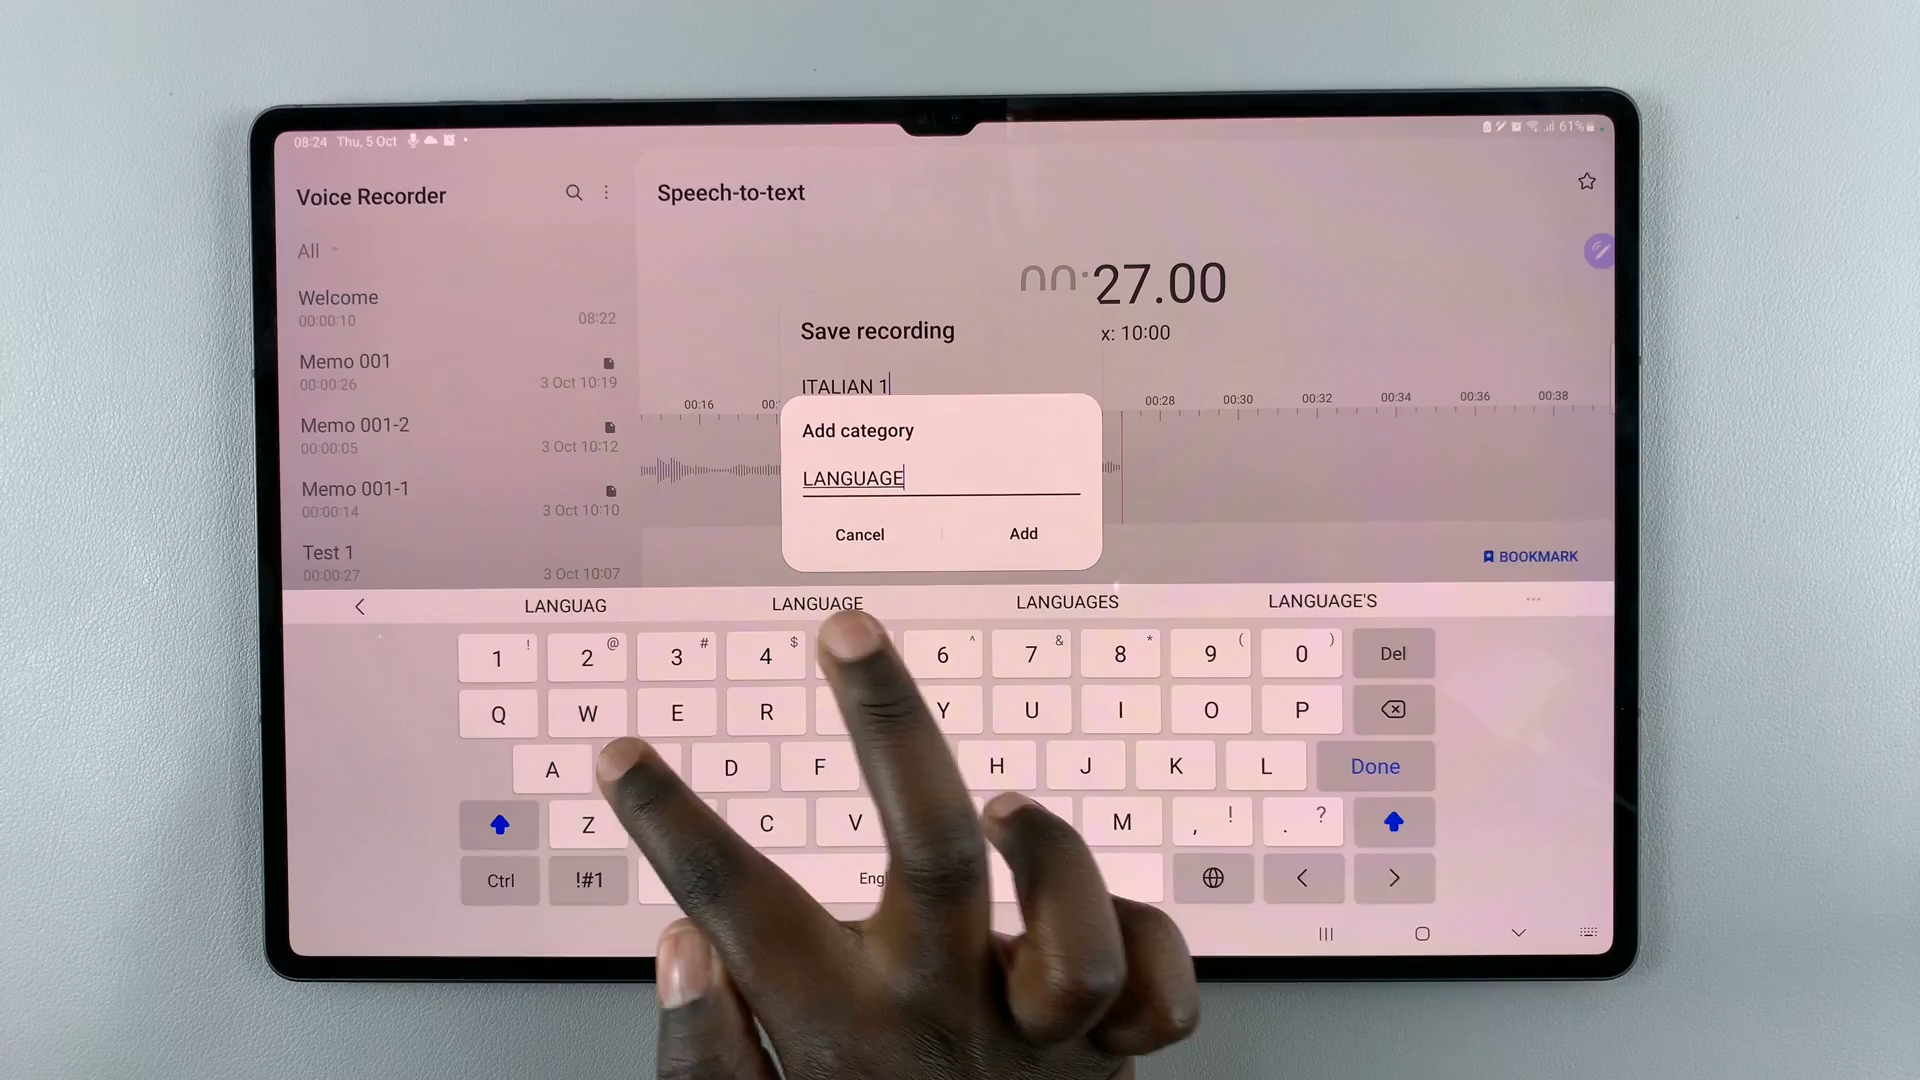 08:24 Thu, 5 Oct
61%
Voice Recorder
Speech-to-text
All
27.00
x: 10:00
Welcome
00:00:10 08:22
Memo 001
00:00:26 3 Oct 10:19
Memo 001-2
00:00:05 3 Oct 10:12
Memo 001-1
00:00:14 3 Oct 10:10
Test 1
00:00:27 3 Oct 10:07
Save recording
ITALIAN 1
00:16 00:28 00:30 00:32 00:34 00:36 00:38
Add category
LANGUAGE
Cancel Add
BOOKMARK
LANGUAG LANGUAGE LANGUAGES LANGUAGE'S
1 ! 2 @ 3 # 4 $ 6 ^ 7 & 8 * 9 ( 0 ) Del
Q W E R Y U I O P
A D F H J K L Done
Z C V M , ! . ?
Ctrl !#1 < >